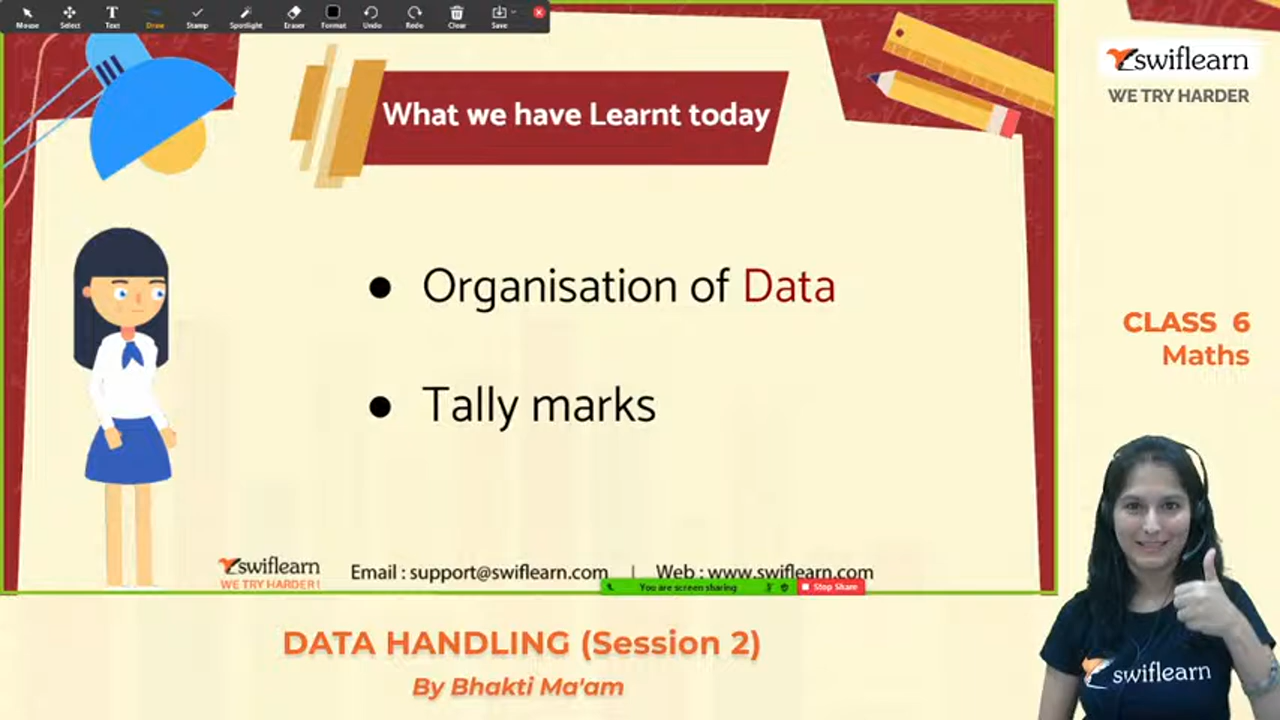 Mouse Select Text Draw Stamp Spotlight Eraser Format Undo Redo Clear Save
What we have Learnt today
● Organisation of Data
● Tally marks
swiflearn
WE TRY HARDER!
Email : support@swiflearn.com | Web : www.swiflearn.com
You are screen sharing Stop Share
swiflearn
WE TRY HARDER
CLASS 6
Maths
swiflearn
DATA HANDLING (Session 2)
By Bhakti Ma'am